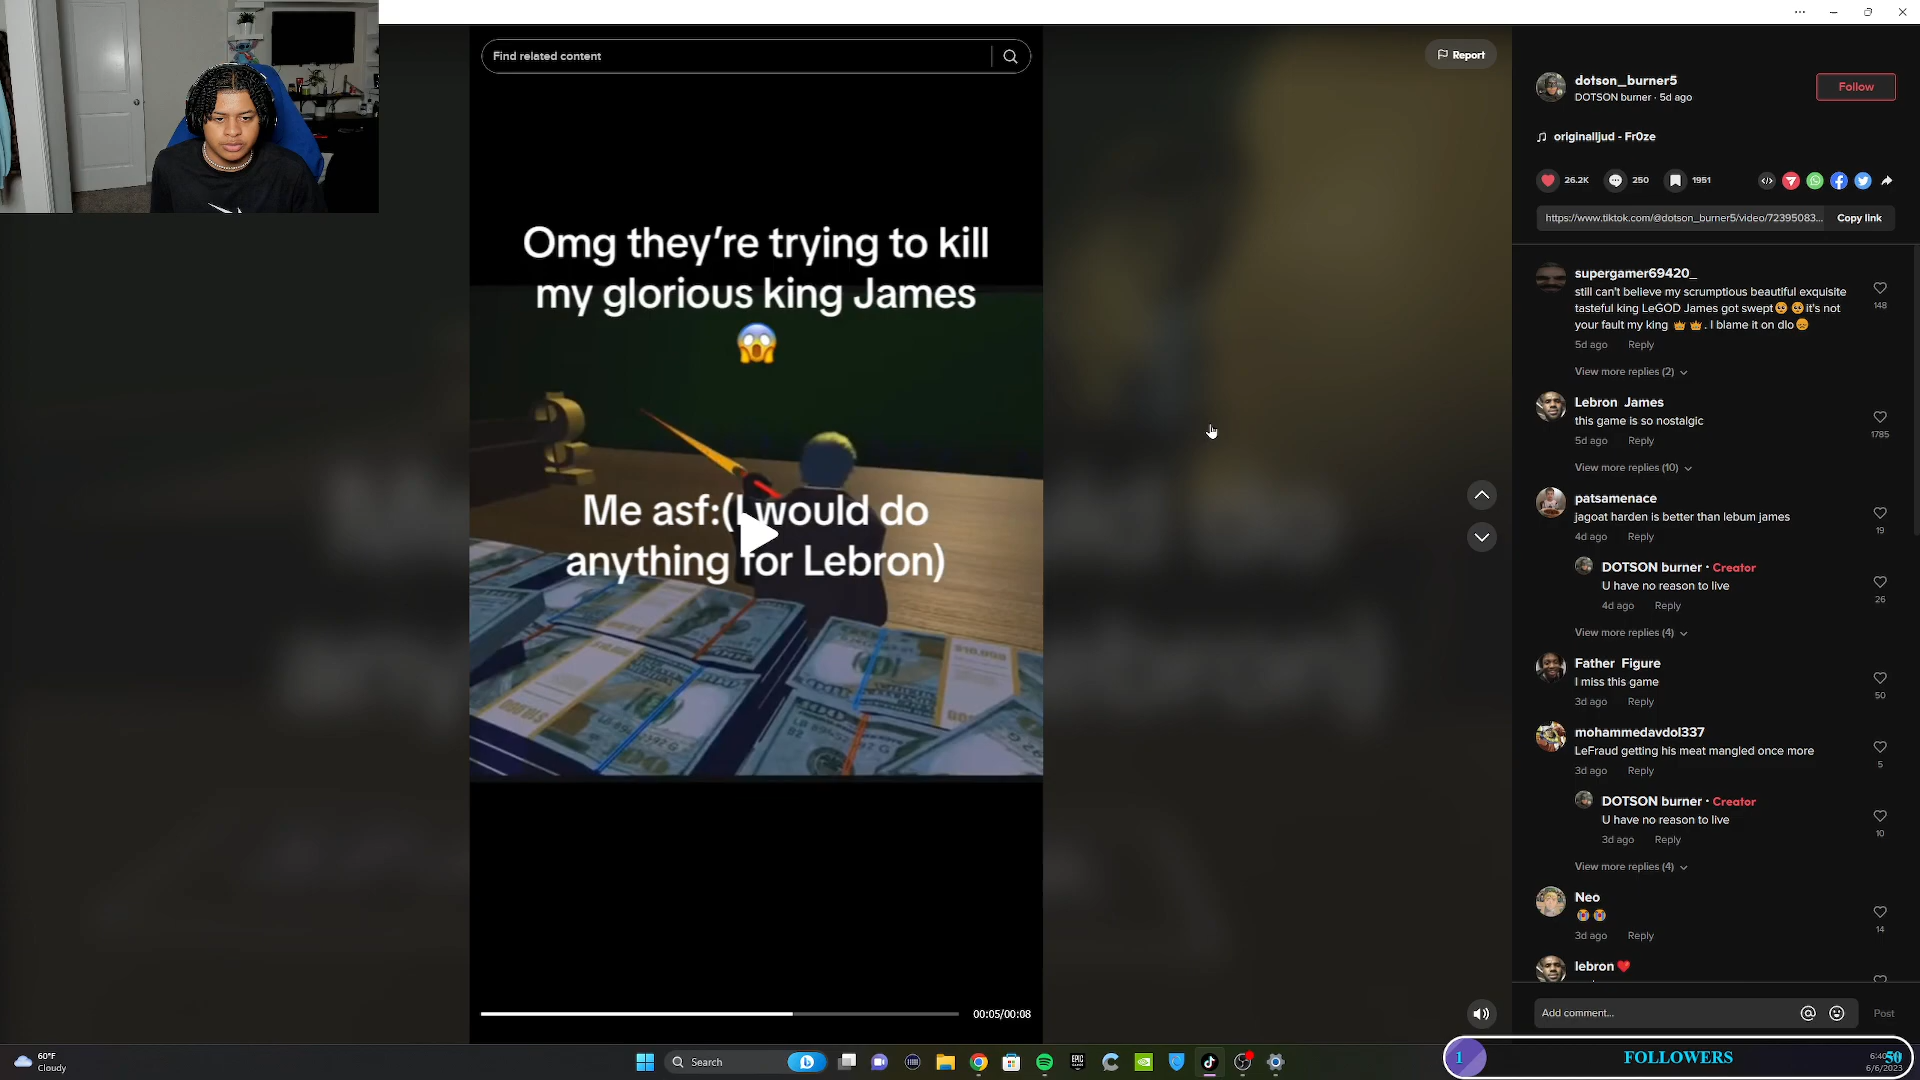 Find related content
Report
Omg they're trying to kill
my glorious king James
😱
Me asf:(I would do
anything for Lebron)
00:05/00:08
dotson_burner5
DOTSON burner · 5d ago
Follow
originalljud - Fr0ze
26.2K
250
1951
https://www.tiktok.com/@dotson_burner5/video/72395083...
Copy link
supergamer69420_
still can't believe my scrumptious beautiful exquisite
tasteful king LeGOD James got swept🥺 🥺it's not
your fault my king 👑 👑. I blame it on dlo😞
148
5d ago Reply
View more replies (2)
Lebron James
this game is so nostalgic
1785
5d ago Reply
View more replies (10)
patsamenace
jagoat harden is better than lebum james
19
4d ago Reply
DOTSON burner · Creator
U have no reason to live
26
4d ago Reply
View more replies (4)
Father Figure
I miss this game
50
3d ago Reply
mohammedavdol337
LeFraud getting his meat mangled once more
5
3d ago Reply
DOTSON burner · Creator
U have no reason to live
10
3d ago Reply
View more replies (4)
Neo
😭 😭
14
3d ago Reply
lebron❤️
Add comment...
Post
60°F
Cloudy
Search
1
FOLLOWERS
50
6/6/2023